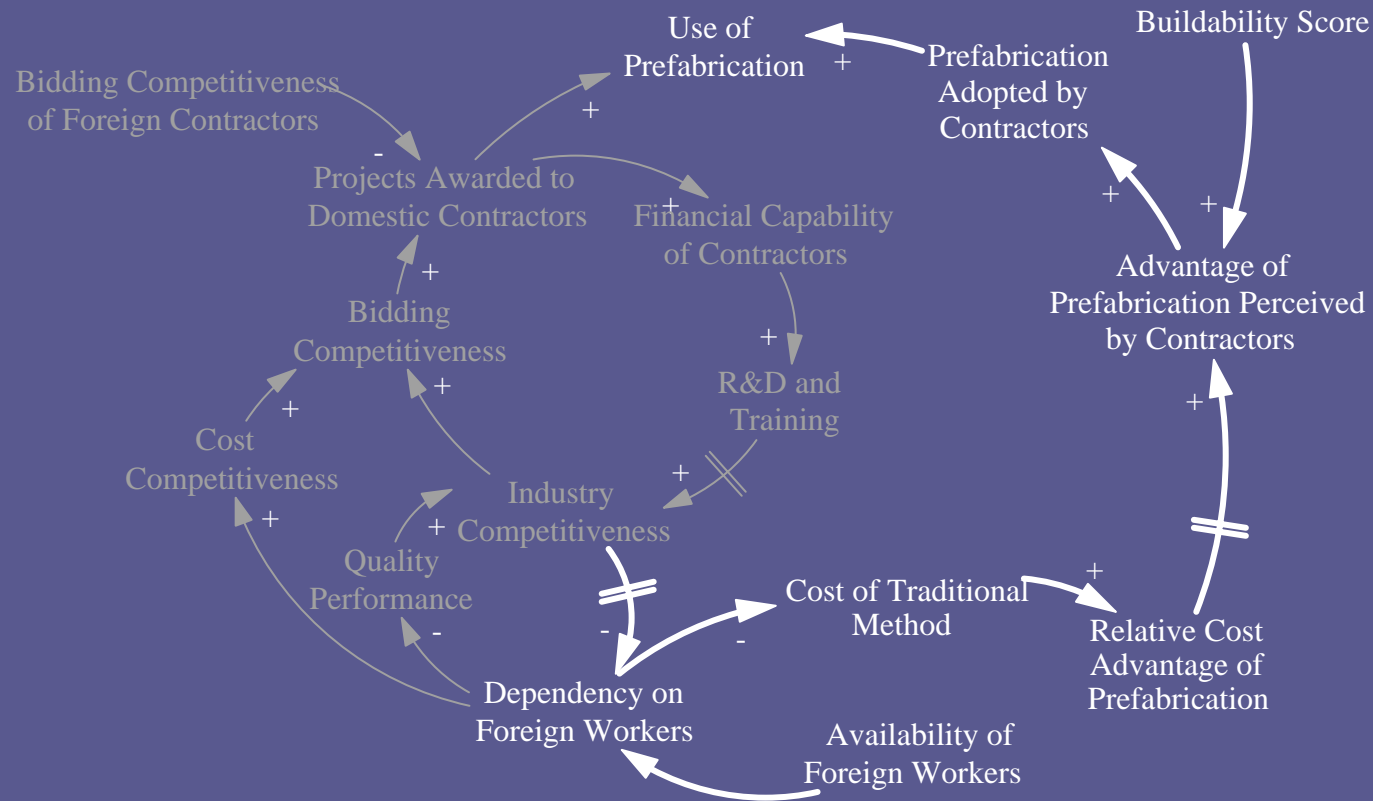 Use of
Prefabrication
Buildability Score
Prefabrication
Adopted by
Contractors
+
Bidding Competitiveness
of Foreign Contractors
+
-
Projects Awarded to
Domestic Contractors
+
Financial Capability
of Contractors
+
+
Advantage of
Prefabrication Perceived
by Contractors
+
Bidding
Competitiveness
+
R&D and
Training
+
+
+
Cost
Competitiveness
+
Industry
Competitiveness
+
+
Quality
Performance
-
-
Cost of Traditional
Method
+
-
Relative Cost
Advantage of
Prefabrication
Dependency on
Foreign Workers
Availability of
Foreign Workers